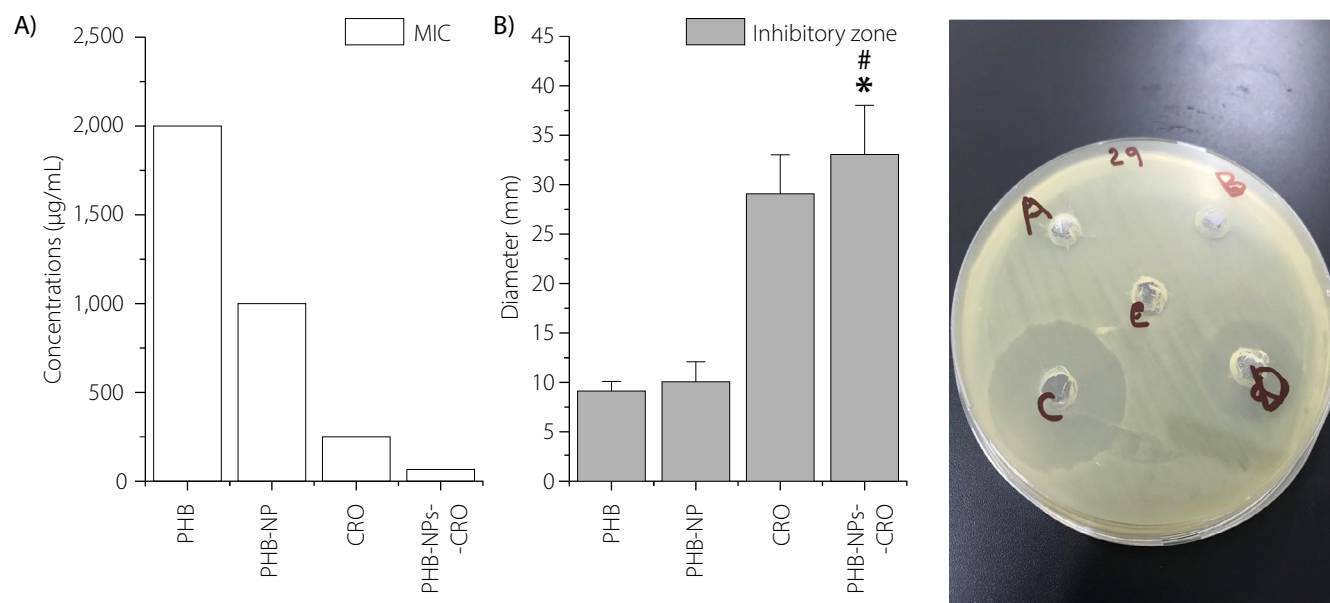 A)
MIC
2,500
2,000
1,500
1,000
500
0
Concentrations (µg/mL)
PHB
PHB-NP
CRO
PHB-NPs-
-CRO
B)
Inhibitory zone
45
40
35
30
25
20
15
10
5
0
Diameter (mm)
#
*
PHB
PHB-NP
CRO
PHB-NPs-
-CRO
29
A
B
E
C
D